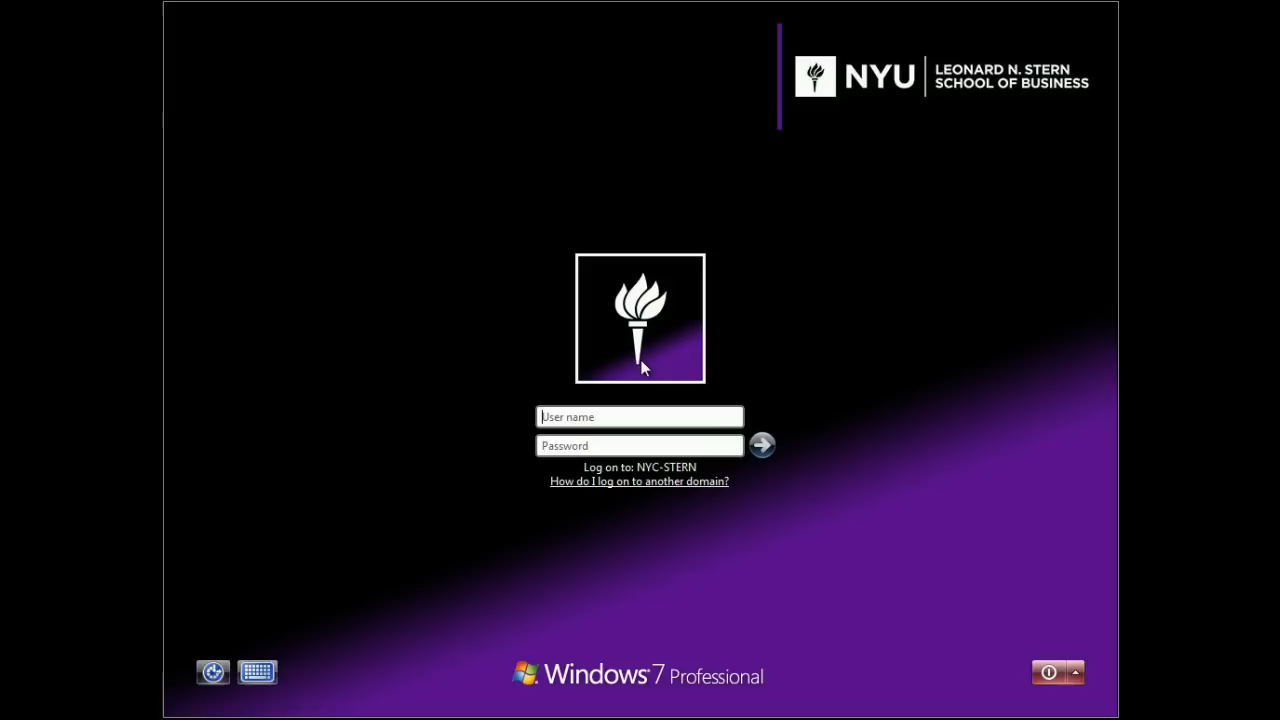 NYU
LEONARD N. STERN
SCHOOL OF BUSINESS
User name
Password
Log on to: NYC-STERN
How do I log on to another domain?
Windows 7 Professional